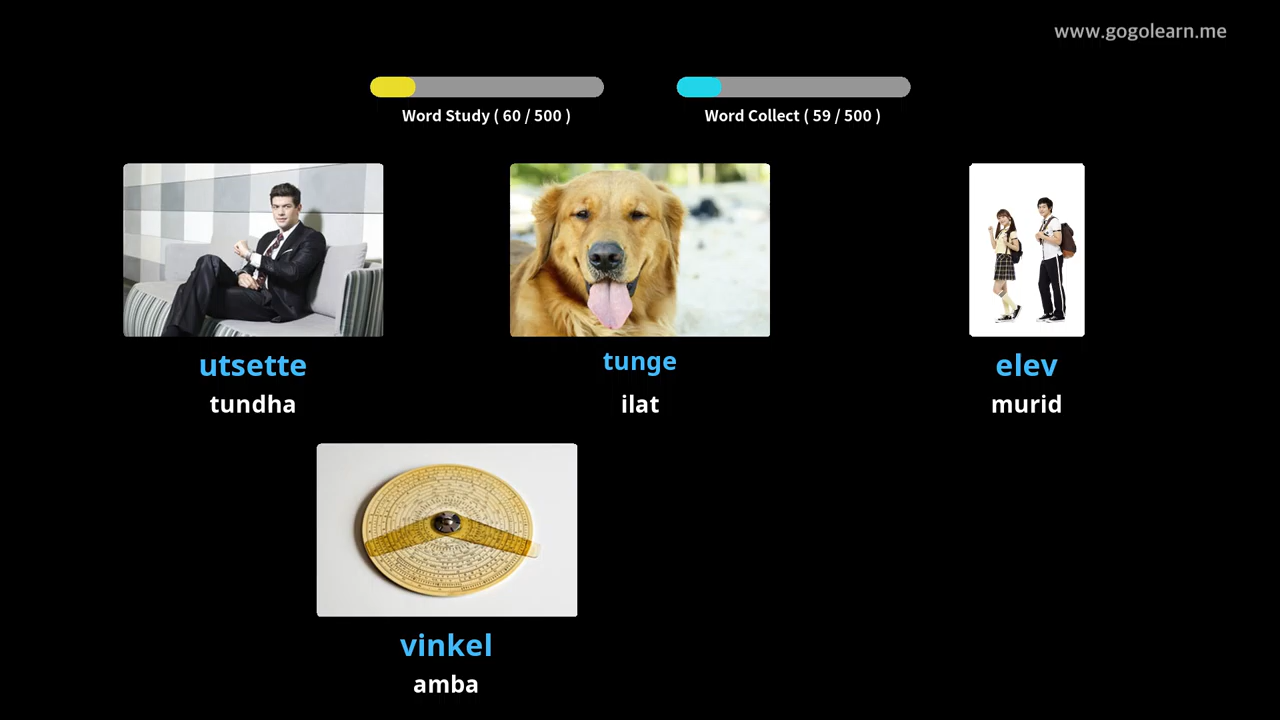 www.gogolearn.me
Word Study ( 60 / 500 )
Word Collect ( 59 / 500 )
utsette
tundha
tunge
ilat
elev
murid
vinkel
amba